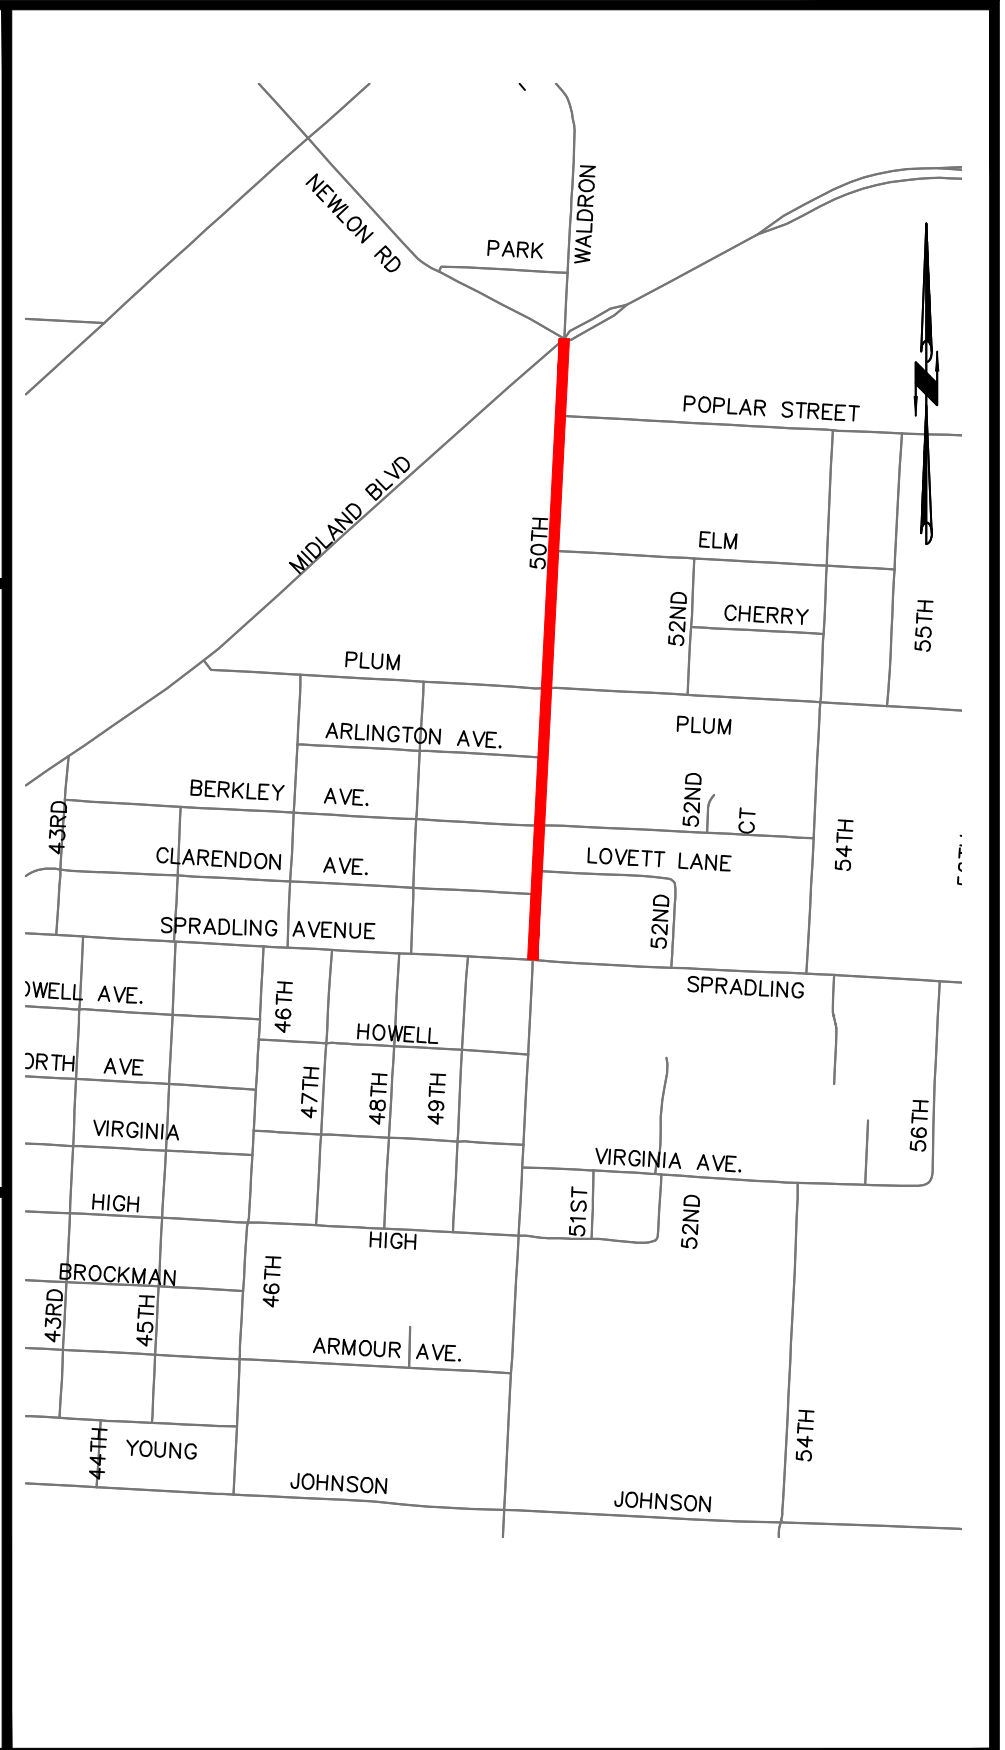 WALDRON
NEWLON RD
PARK
POPLAR STREET
MIDLAND BLVD
50TH
ELM
52ND
CHERRY
55TH
PLUM
PLUM
ARLINGTON AVE.
BERKLEY AVE.
52ND
CT
43RD
54TH
CLARENDON AVE.
LOVETT LANE
52ND
SPRADLING AVENUE
SPRADLING
OWELL AVE.
46TH
HOWELL
ORTH AVE
47TH
48TH
49TH
56TH
VIRGINIA
VIRGINIA AVE.
HIGH
51ST
52ND
HIGH
BROCKMAN
46TH
43RD
45TH
ARMOUR AVE.
54TH
44TH
YOUNG
JOHNSON
JOHNSON